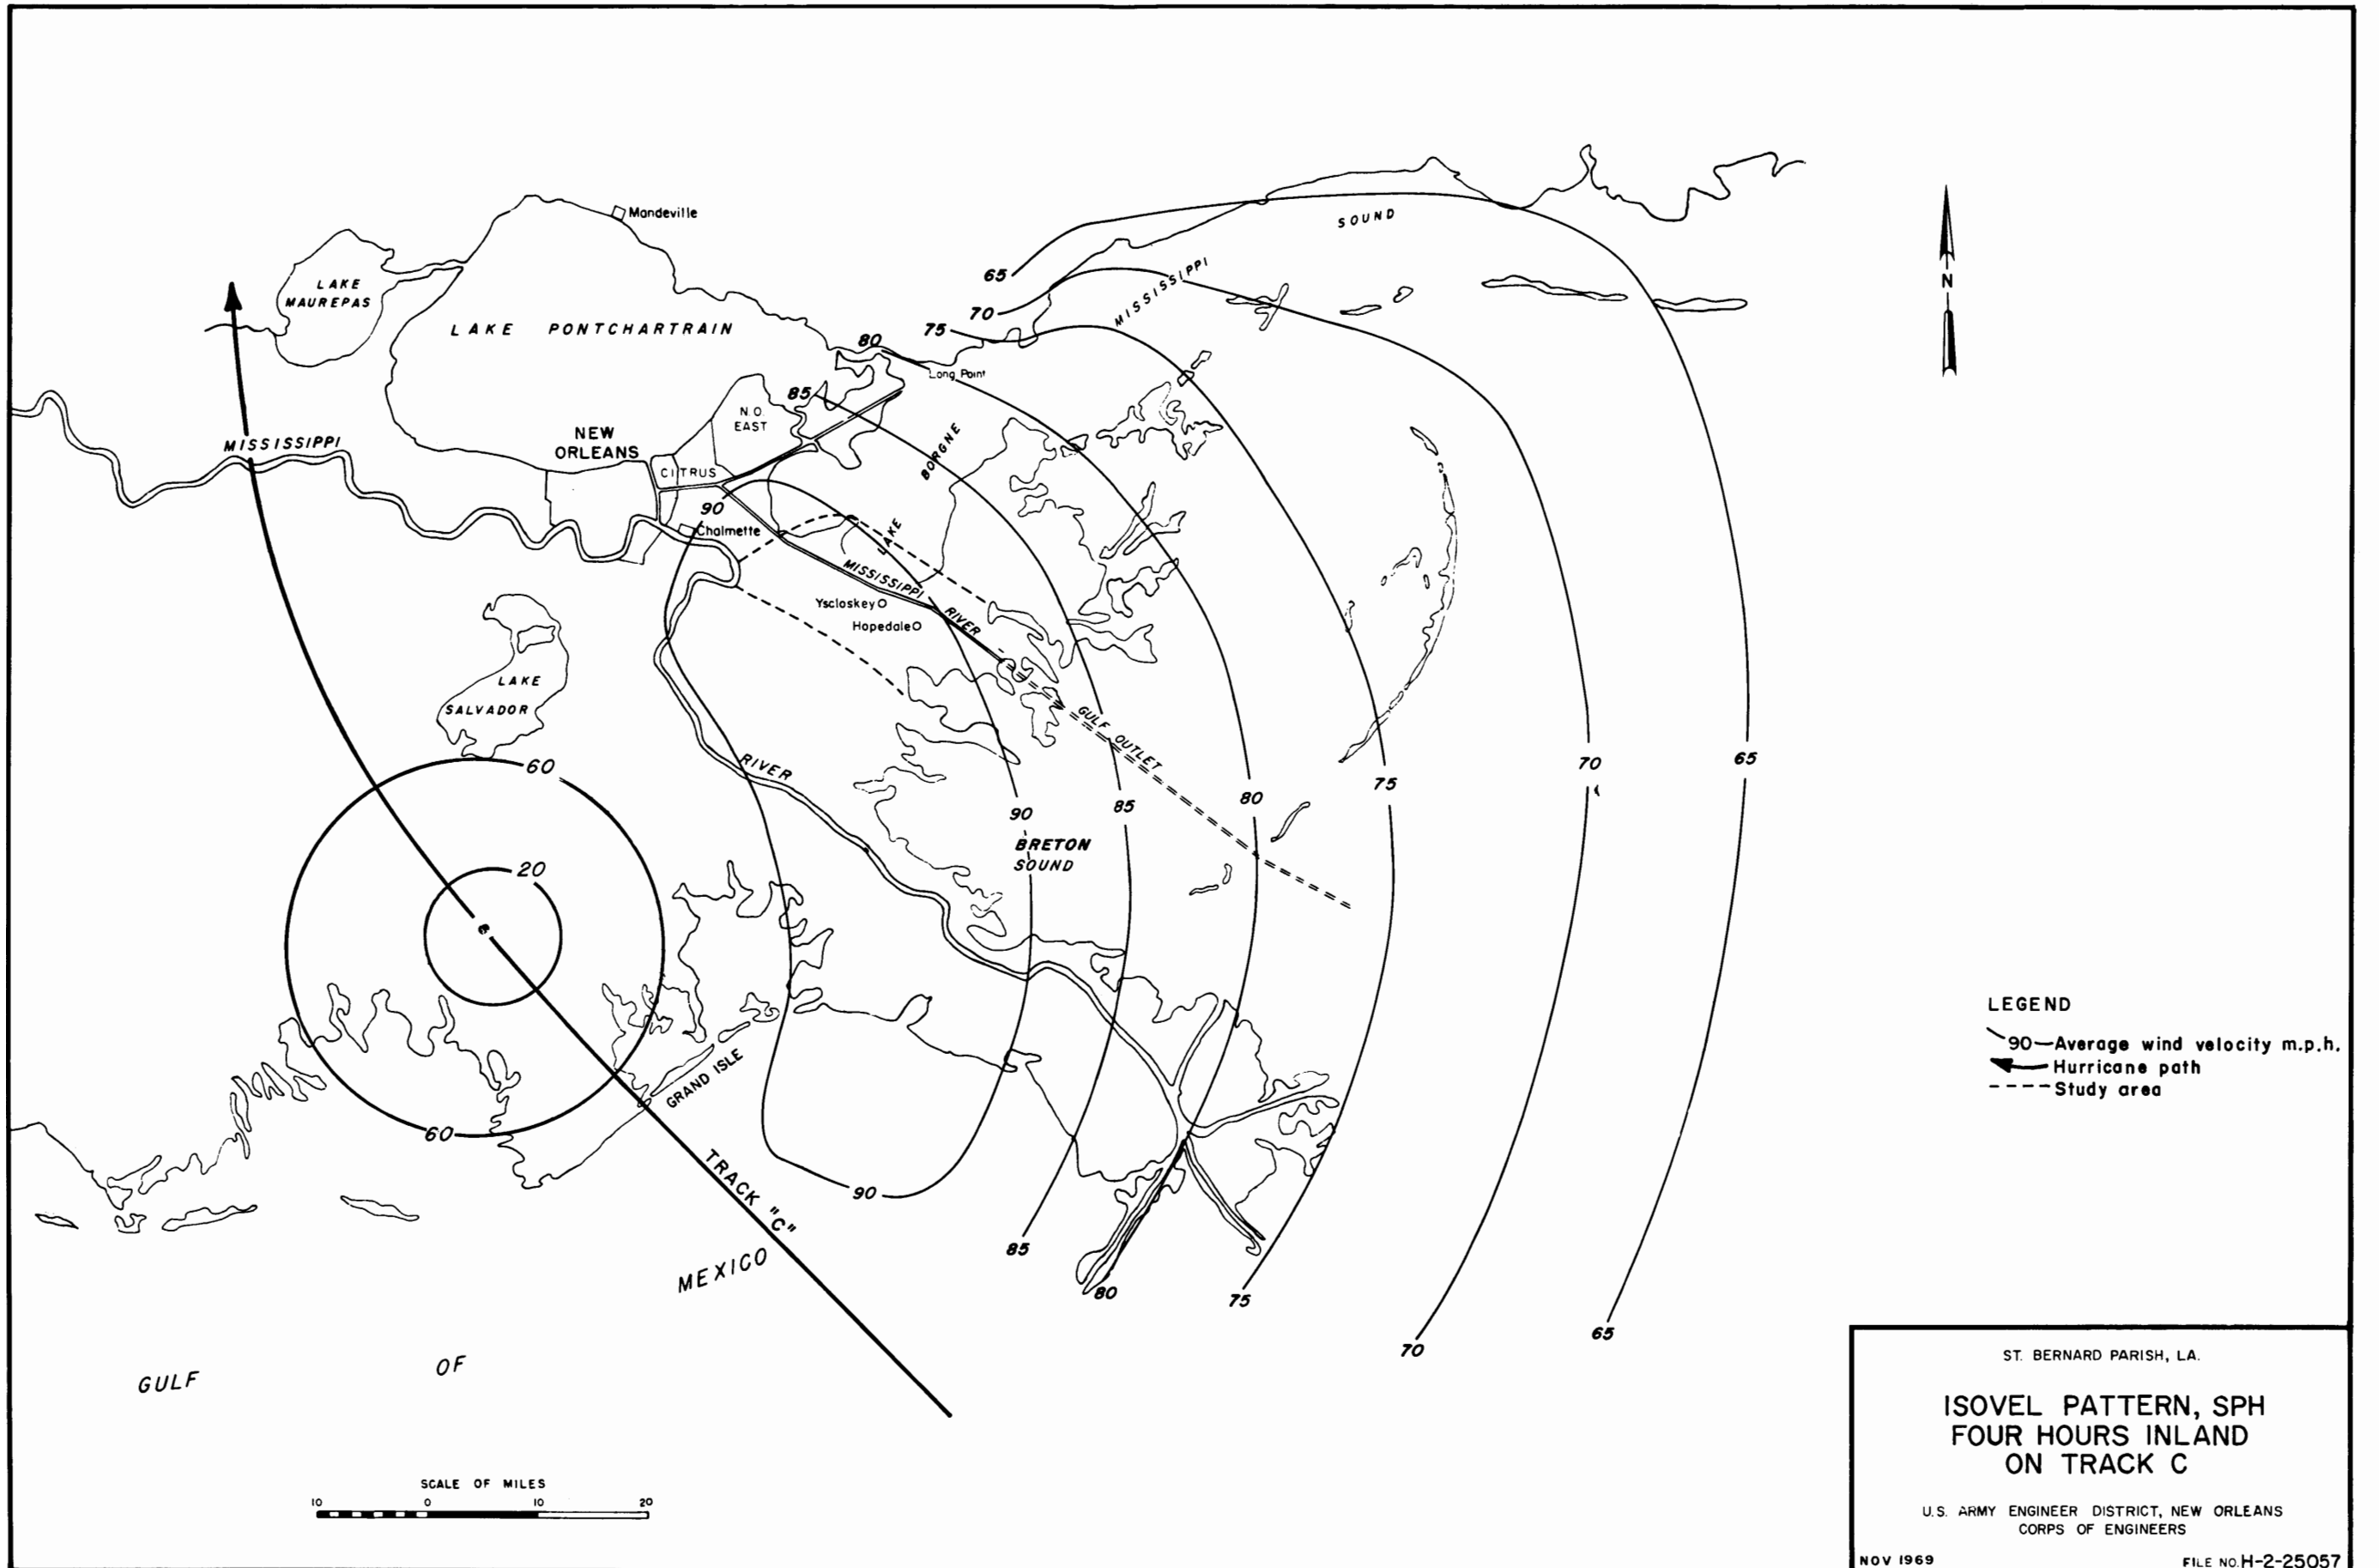 Mandeville
SOUND
LAKE
MAUREPAS
65
MISSISSIPPI
N
70
LAKE PONTCHARTRAIN
75
80
Long Point
85
N.O.
EAST
NEW
ORLEANS
MISSISSIPPI
CITRUS
LAKE BORGNE
90
Chalmette
MISSISSIPPI RIVER
Yscloskey
Hopedale
LAKE
SALVADOR
GULF OUTLET
60
RIVER
90
85
80
75
70
65
BRETON
SOUND
20
60
GRAND ISLE
TRACK "C"
90
85
80
75
70
65
GULF OF MEXICO
LEGEND
90—Average wind velocity m.p.h.
Hurricane path
Study area
SCALE OF MILES
10 0 10 20
ST. BERNARD PARISH, LA.
ISOVEL PATTERN, SPH
FOUR HOURS INLAND
ON TRACK C
U.S. ARMY ENGINEER DISTRICT, NEW ORLEANS
CORPS OF ENGINEERS
NOV 1969 FILE NO. H-2-25057